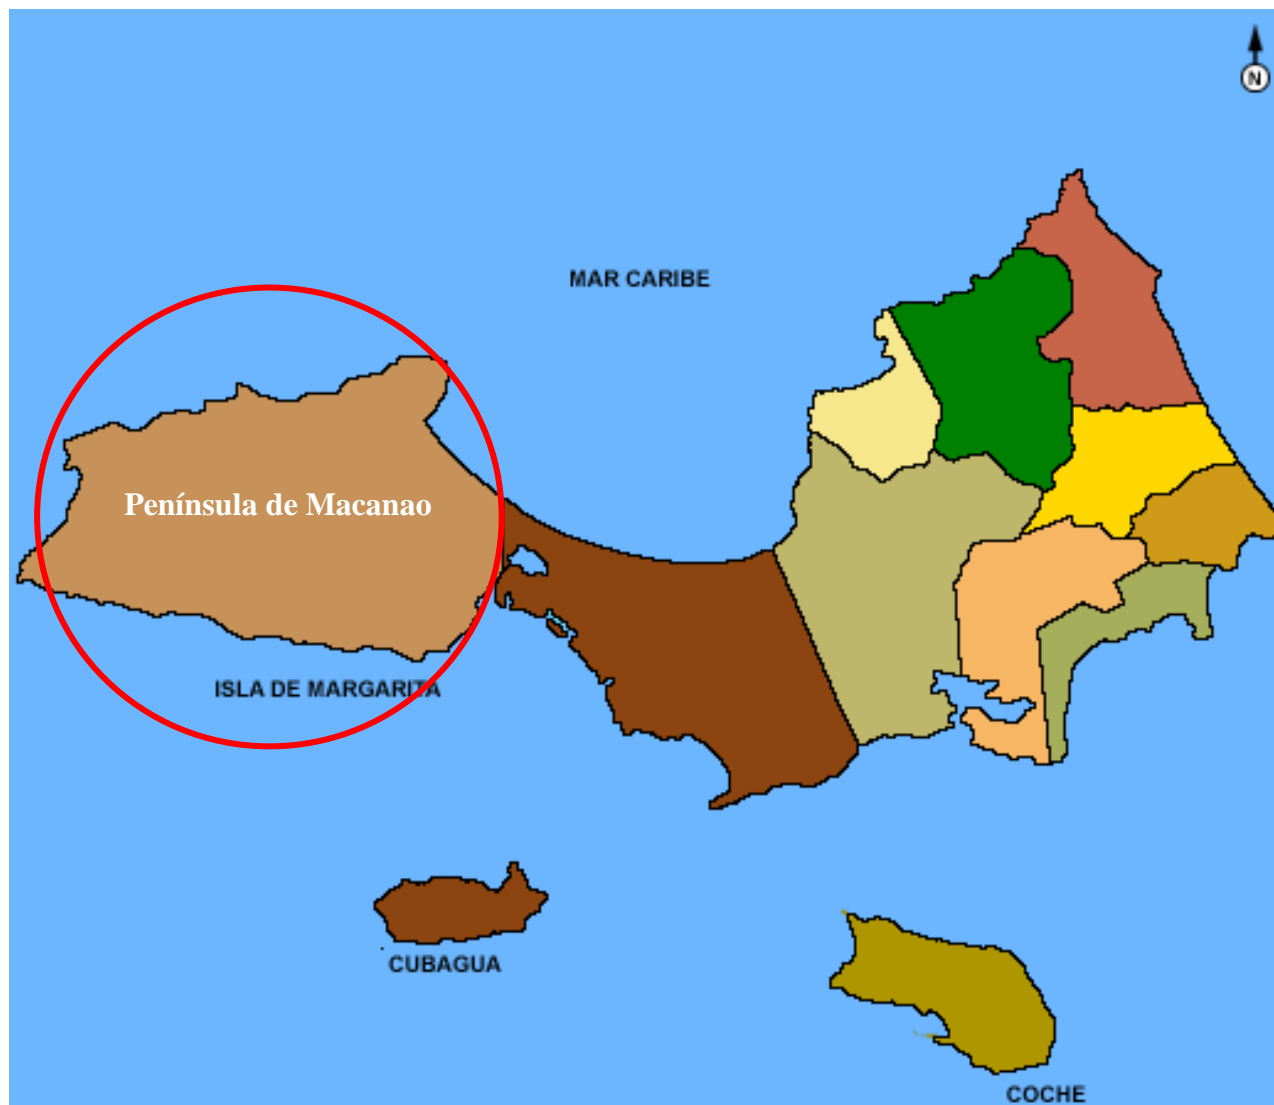 N
MAR CARIBE
Península de Macanao
ISLA DE MARGARITA
CUBAGUA
COCHE